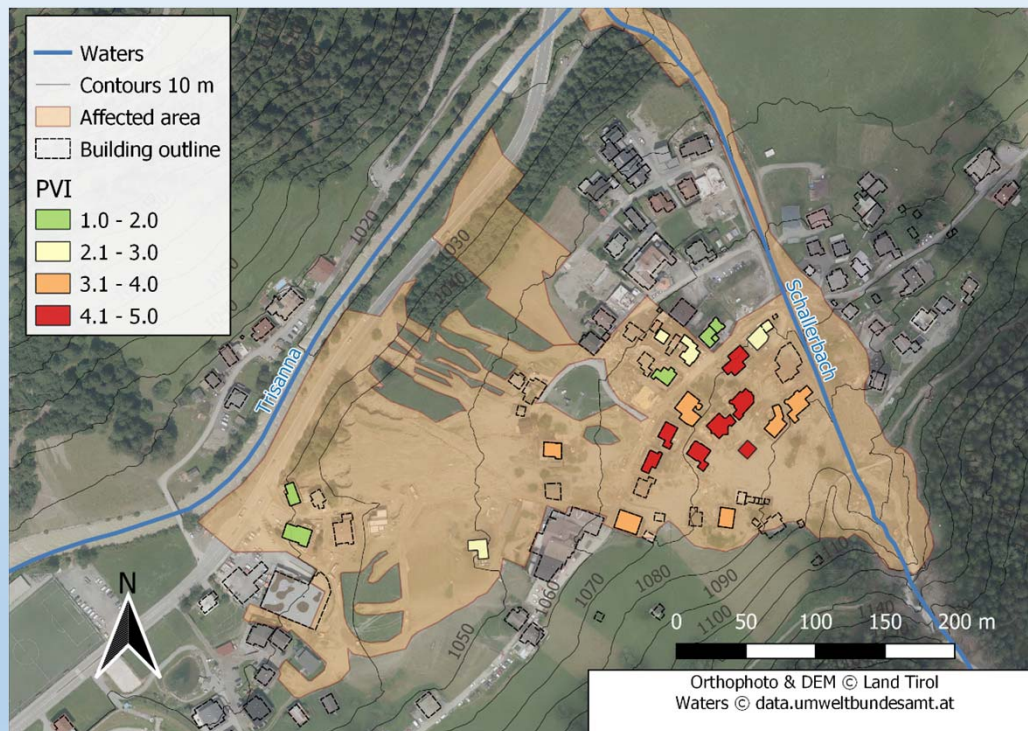 Waters
Contours 10 m
Affected area
Building outline
PVI
1.0 - 2.0
2.1 - 3.0
3.1 - 4.0
4.1 - 5.0
1020
Trisanna
Schallerbach
1050
1060
1070
1080
1090
1100
N
0 50 100 150 200 m
Orthophoto & DEM © Land Tirol
Waters © data.umweltbundesamt.at